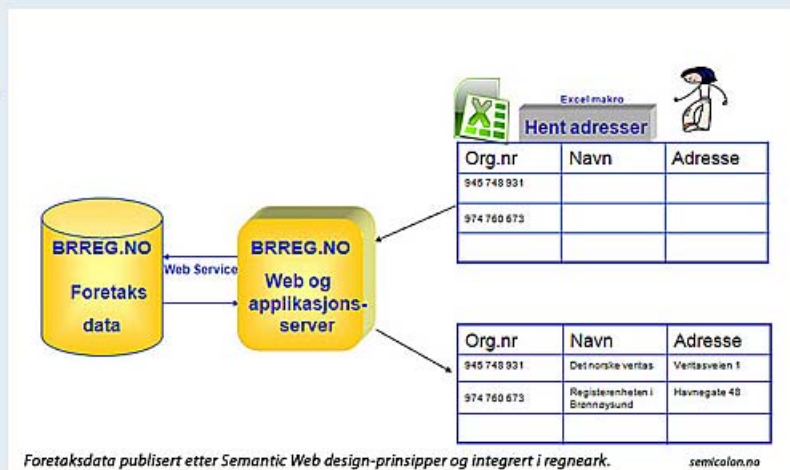 Excel makro
Hent adresser
Org.nr Navn Adresse
945 748 931
974 760 673
BRREG.NO
Foretaks
data
Web Service
BRREG.NO
Web og
applikasjons-
server
Org.nr Navn Adresse
945 748 931 Det norske veritas Veritasveien 1
974 760 673 Registerenheten i Havnegate 48
Brønnøysund
Foretaksdata publisert etter Semantic Web design-prinsipper og integrert i regneark.
semicolon.no